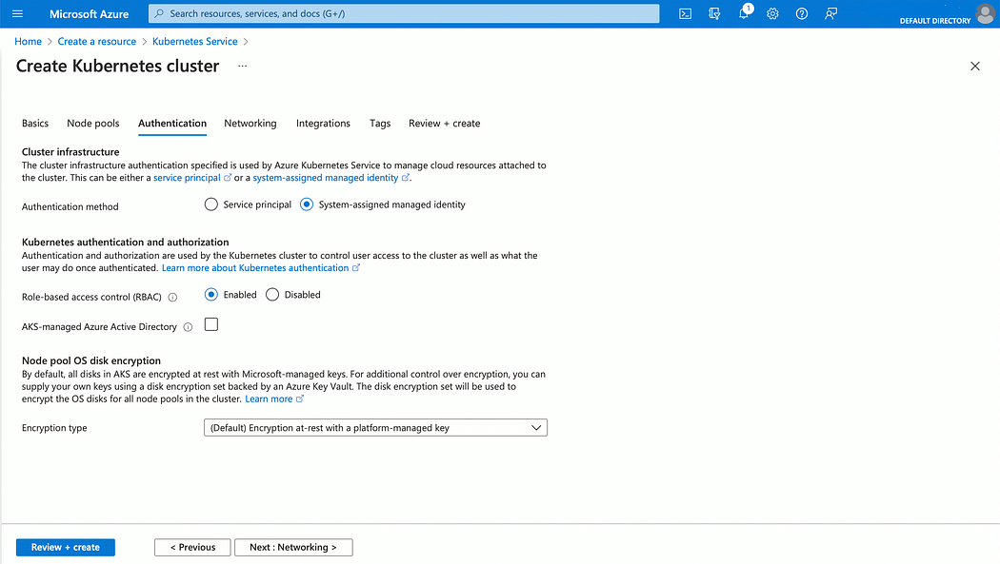 Microsoft Azure
Search resources, services, and docs (G+/)
1
DEFAULT DIRECTORY
Home > Create a resource > Kubernetes Service >
Create Kubernetes cluster ...
Basics Node pools Authentication Networking Integrations Tags Review + create
Cluster infrastructure
The cluster infrastructure authentication specified is used by Azure Kubernetes Service to manage cloud resources attached to
the cluster. This can be either a service principal or a system-assigned managed identity.
Authentication method Service principal System-assigned managed identity
Kubernetes authentication and authorization
Authentication and authorization are used by the Kubernetes cluster to control user access to the cluster as well as what the
user may do once authenticated. Learn more about Kubernetes authentication
Role-based access control (RBAC) Enabled Disabled
AKS-managed Azure Active Directory
Node pool OS disk encryption
By default, all disks in AKS are encrypted at rest with Microsoft-managed keys. For additional control over encryption, you can
supply your own keys using a disk encryption set backed by an Azure Key Vault. The disk encryption set will be used to
encrypt the OS disks for all node pools in the cluster. Learn more
Encryption type (Default) Encryption at-rest with a platform-managed key
Review + create < Previous Next : Networking >